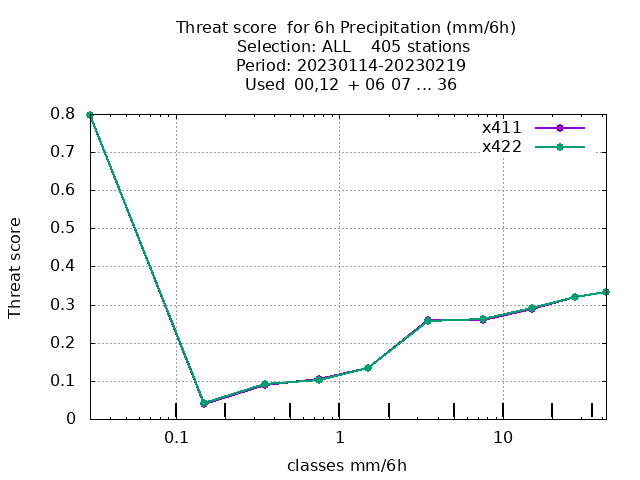 Threat score  for 6h Precipitation (mm/6h)
Selection: ALL    405 stations
Period: 20230114-20230219
Used  00,12  + 06 07 ... 36
x411
x422
0.8
0.7
0.6
0.5
0.4
0.3
0.2
0.1
0
Threat score
0.1 1 10
classes mm/6h